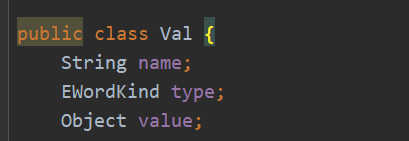 public class Val {
String name;
EWordKind type;
Object value;